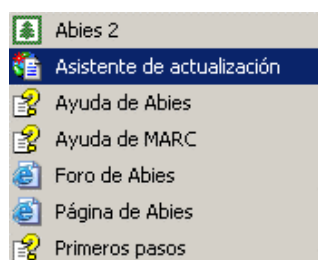 Abies 2
Asistente de actualización
Ayuda de Abies
Ayuda de MARC
Foro de Abies
Página de Abies
Primeros pasos